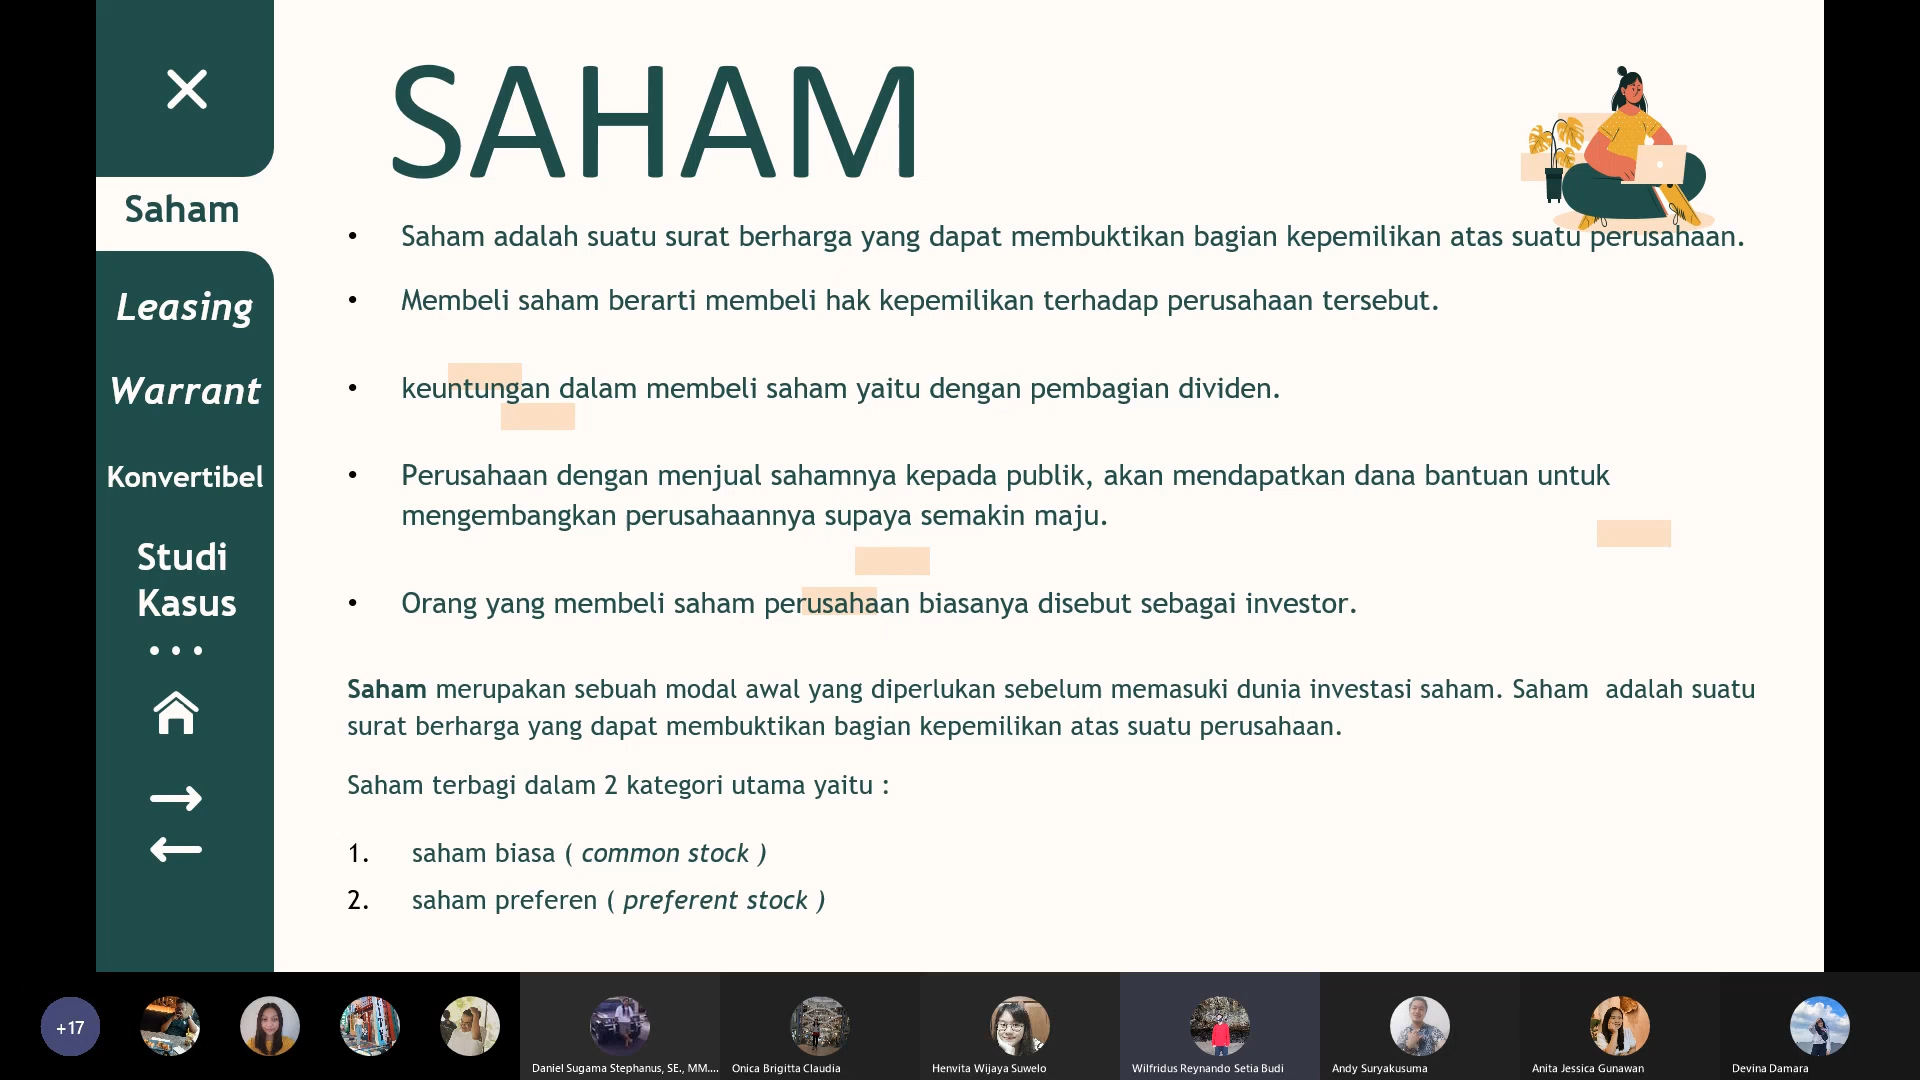 SAHAM
Saham
Leasing
Warrant
Konvertibel
Studi
Kasus
• Saham adalah suatu surat berharga yang dapat membuktikan bagian kepemilikan atas suatu perusahaan.
• Membeli saham berarti membeli hak kepemilikan terhadap perusahaan tersebut.
• keuntungan dalam membeli saham yaitu dengan pembagian dividen.
• Perusahaan dengan menjual sahamnya kepada publik, akan mendapatkan dana bantuan untuk
mengembangkan perusahaannya supaya semakin maju.
• Orang yang membeli saham perusahaan biasanya disebut sebagai investor.
Saham merupakan sebuah modal awal yang diperlukan sebelum memasuki dunia investasi saham. Saham adalah suatu
surat berharga yang dapat membuktikan bagian kepemilikan atas suatu perusahaan.
Saham terbagi dalam 2 kategori utama yaitu :
1. saham biasa ( common stock )
2. saham preferen ( preferent stock )
+17
Daniel Sugama Stephanus, SE., MM....
Onica Brigitta Claudia
Henvita Wijaya Suwelo
Wilfridus Reynando Setia Budi
Andy Suryakusuma
Anita Jessica Gunawan
Devina Damara